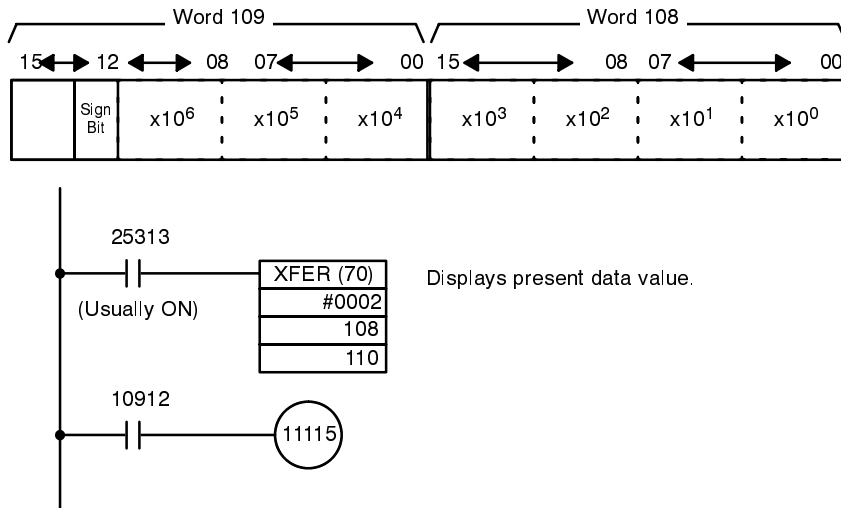 Word 109 Word 108
15 12 08 07 00 15 08 07 00
Sign
Bit
x10⁶ x10⁵ x10⁴ x10³ x10² x10¹ x10⁰
25313
(Usually ON)
XFER (70)
#0002
108
110
Displays present data value.
10912
11115